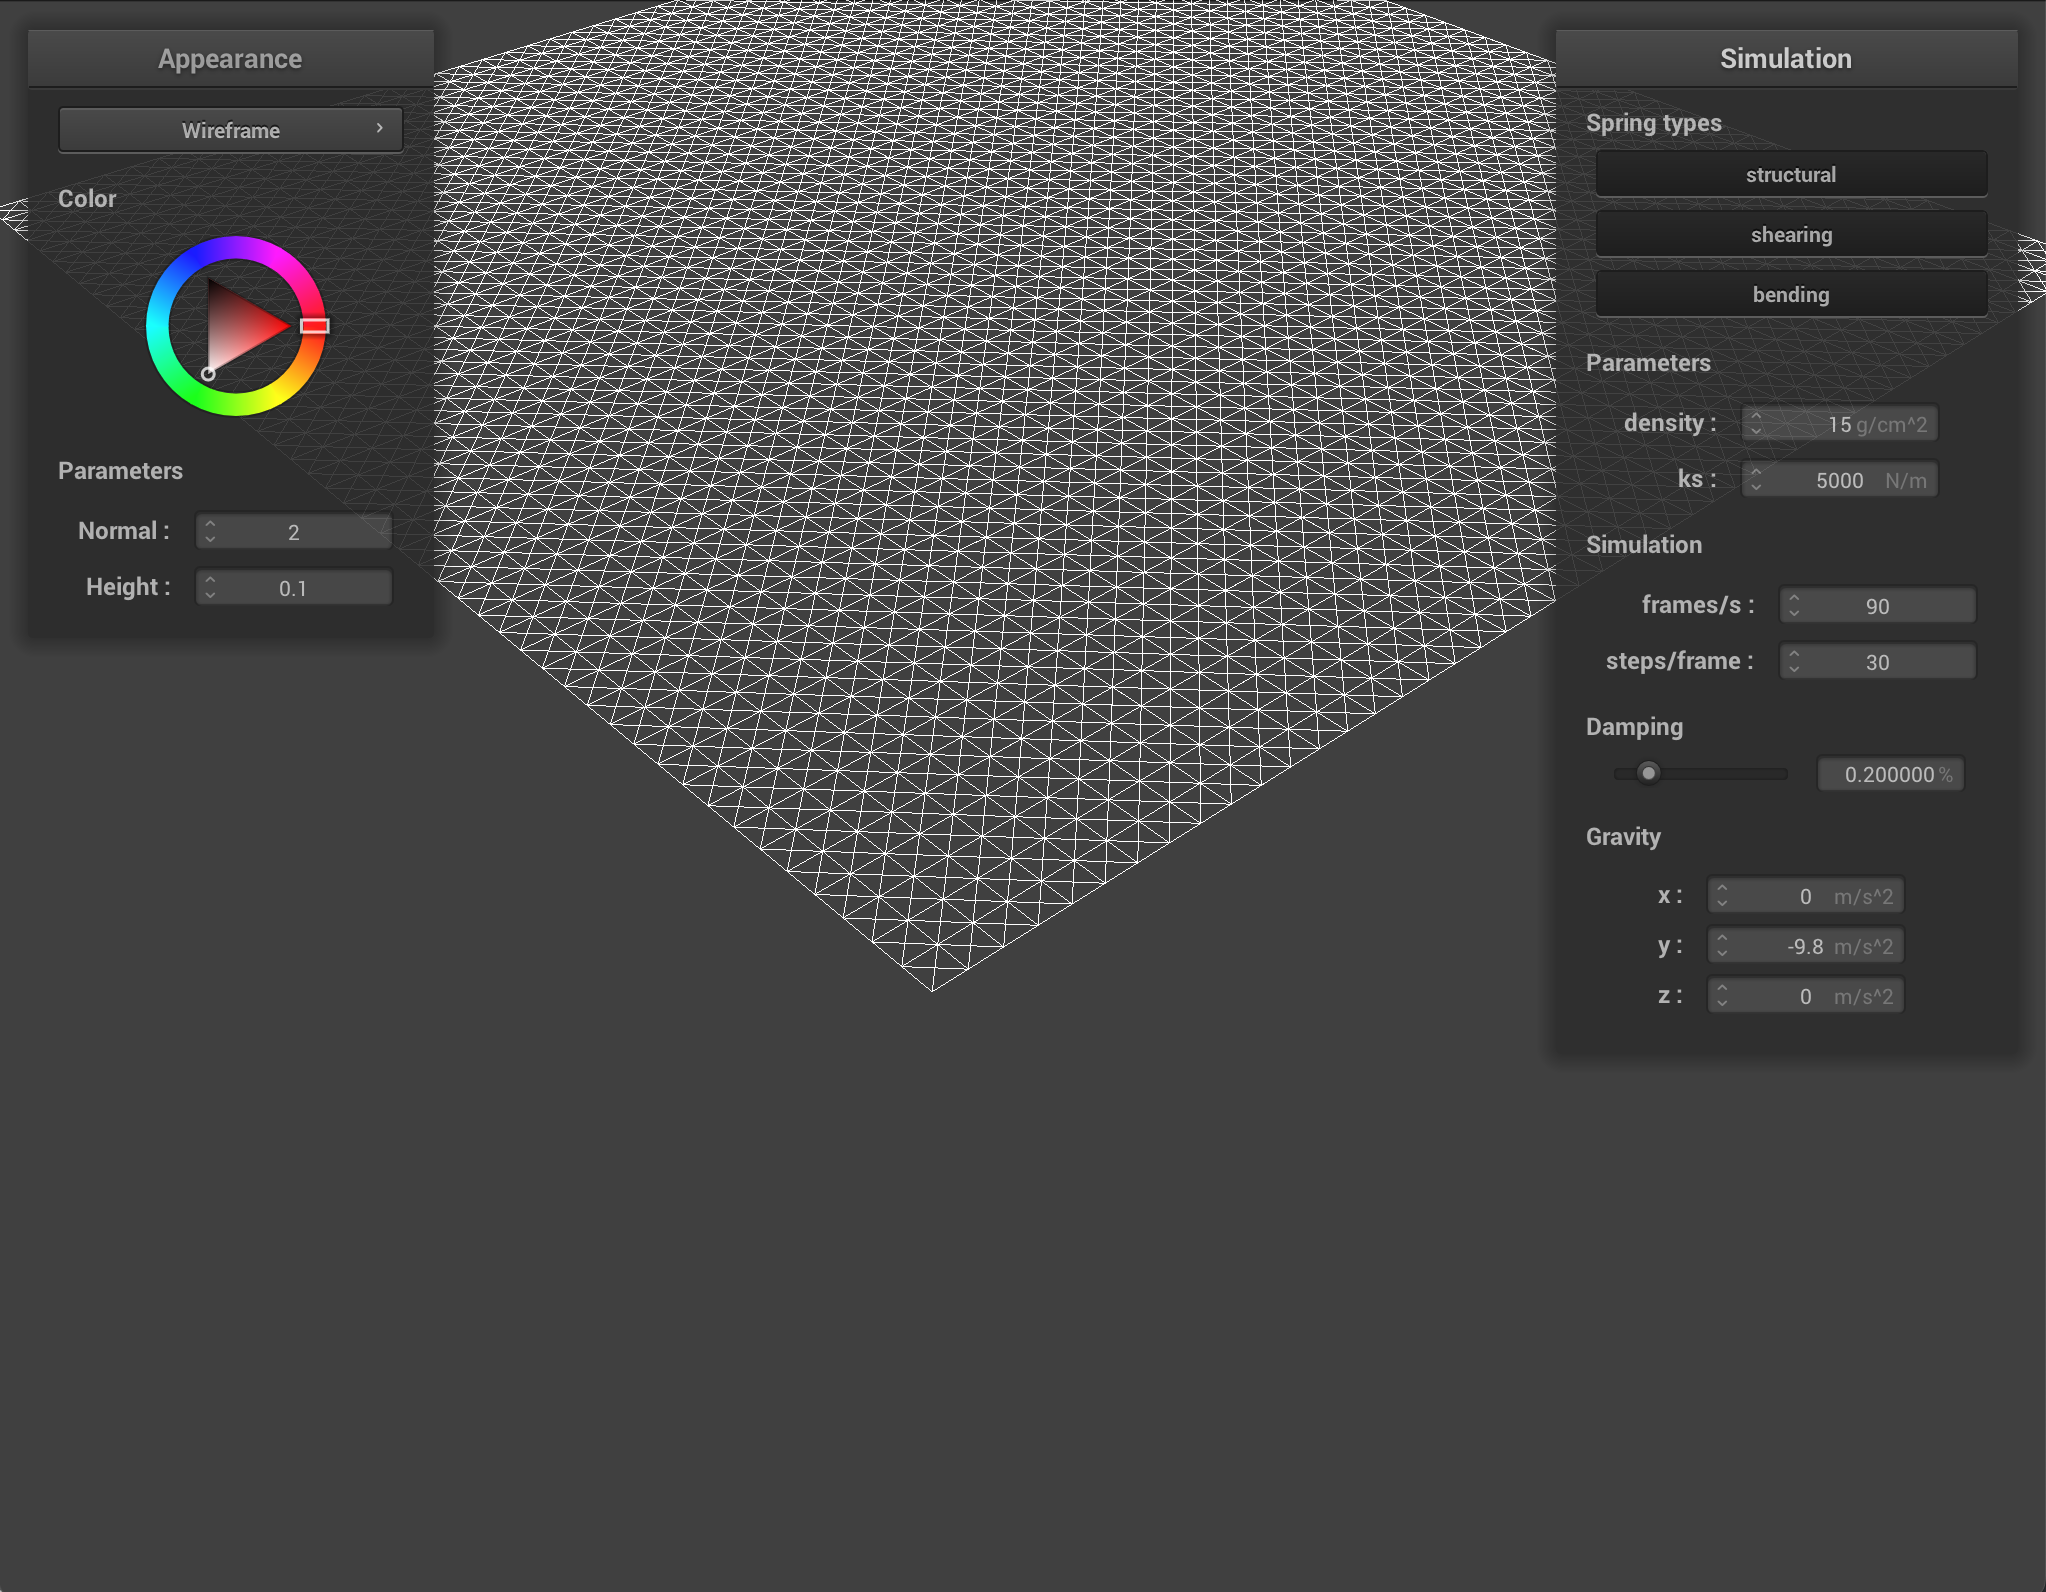 Appearance
Wireframe
Color
Parameters
Normal : 2
Height : 0.1
Simulation
Spring types
structural
shearing
bending
Parameters
density : 15 g/cm^2
ks : 5000 N/m
Simulation
frames/s : 90
steps/frame : 30
Damping
0.200000 %
Gravity
x : 0 m/s^2
y : -9.8 m/s^2
z : 0 m/s^2